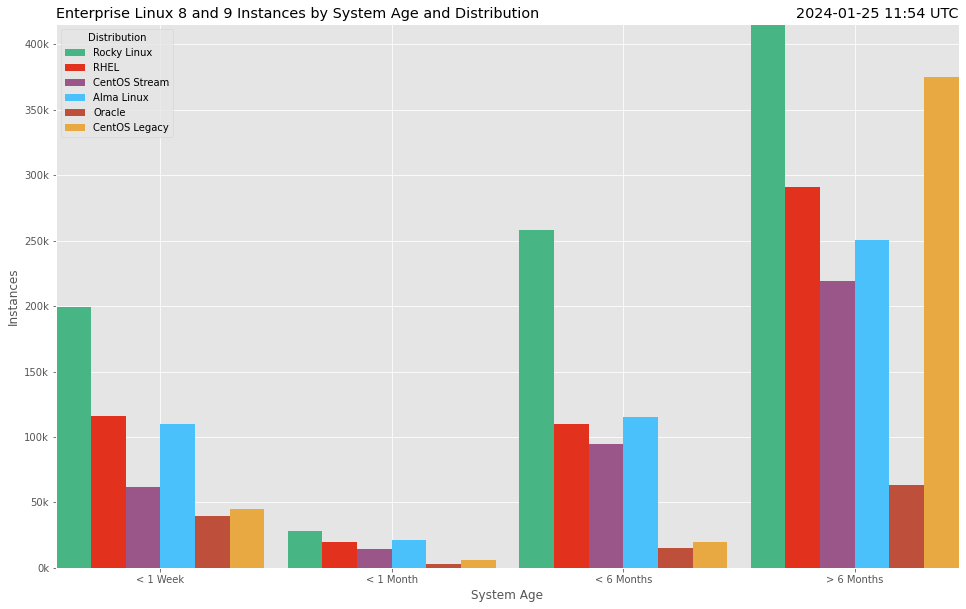 Enterprise Linux 8 and 9 Instances by System Age and Distribution
2024-01-25 11:54 UTC
Distribution
Rocky Linux
RHEL
CentOS Stream
Alma Linux
Oracle
CentOS Legacy
400k
350k
300k
250k
200k
150k
100k
50k
0k
Instances
< 1 Week
< 1 Month
< 6 Months
> 6 Months
System Age